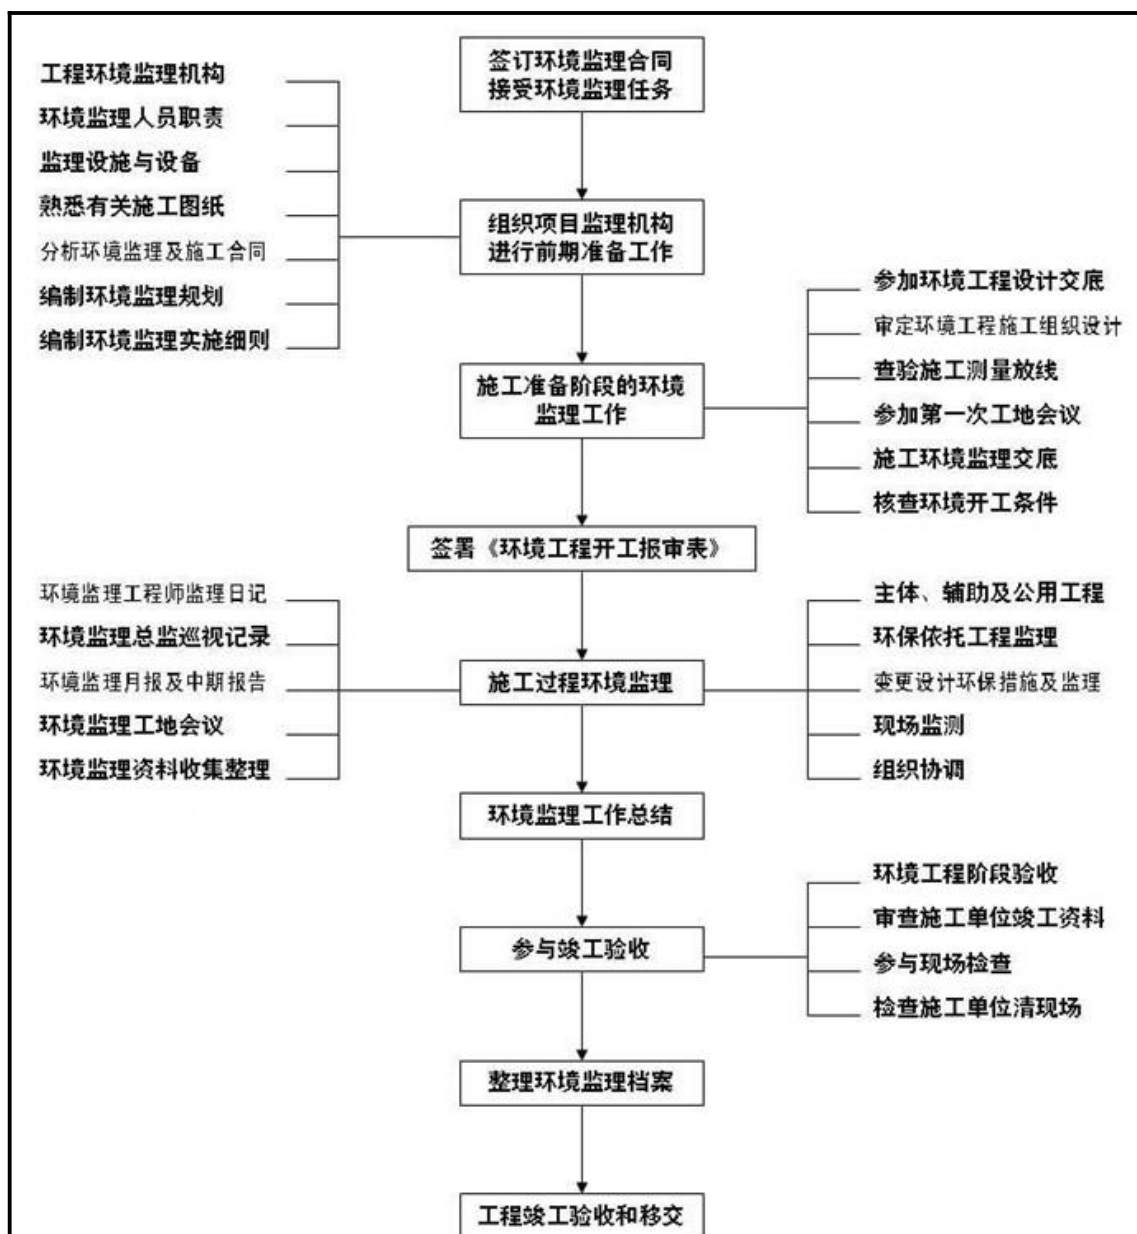 签订环境监理合同
接受环境监理任务
工程环境监理机构
环境监理人员职责
监理设施与设备
熟悉有关施工图纸
分析环境监理及施工合同
编制环境监理规划
编制环境监理实施细则
组织项目监理机构
进行前期准备工作
参加环境工程设计交底
审定环境工程施工组织设计
查验施工测量放线
参加第一次工地会议
施工环境监理交底
核查环境开工条件
施工准备阶段的环境
监理工作
签署《环境工程开工报审表》
环境监理工程师监理日记
环境监理总监巡视记录
环境监理月报及中期报告
环境监理工地会议
环境监理资料收集整理
施工过程环境监理
主体、辅助及公用工程
环保依托工程监理
变更设计环保措施及监理
现场监测
组织协调
环境监理工作总结
参与竣工验收
环境工程阶段验收
审查施工单位竣工资料
参与现场检查
检查施工单位清现场
整理环境监理档案
工程竣工验收和移交